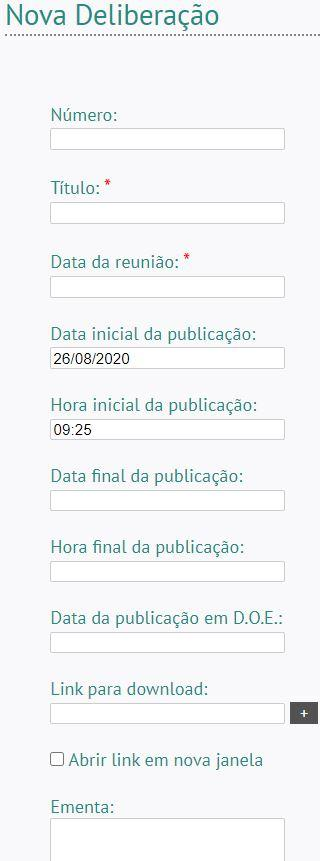 Nova Deliberação
Número:
Título: *
Data da reunião: *
Data inicial da publicação:
26/08/2020
Hora inicial da publicação:
09:25
Data final da publicação:
Hora final da publicação:
Data da publicação em D.O.E.:
Link para download:
+
Abrir link em nova janela
Ementa: